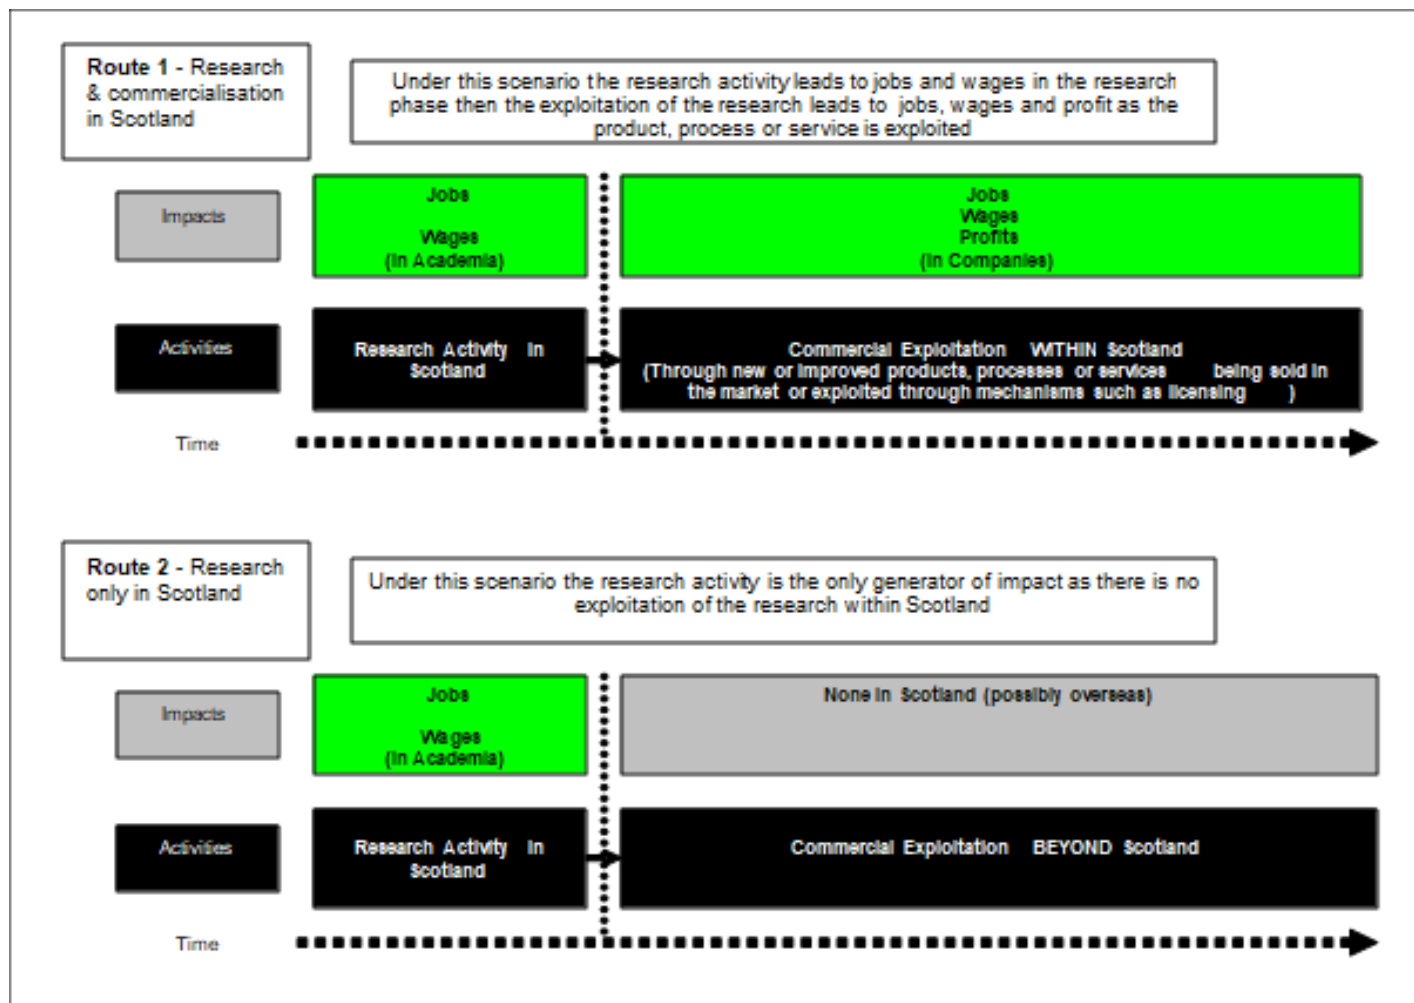 Route 1 - Research
& commercialisation
in Scotland
Under this scenario the research activity leads to jobs and wages in the research
phase then the exploitation of the research leads to jobs, wages and profit as the
product, process or service is exploited
Impacts
Jobs
Wages
(in Academia)
Jobs
Wages
Profits
(in Companies)
Activities
Research Activity in
Scotland
Commercial Exploitation WITHIN Scotland
(Through new or improved products, processes or services being sold in
the market or exploited through mechanisms such as licensing )
Time
Route 2 - Research
only in Scotland
Under this scenario the research activity is the only generator of impact as there is no
exploitation of the research within Scotland
Impacts
Jobs
Wages
(in Academia)
None in Scotland (possibly overseas)
Activities
Research Activity in
Scotland
Commercial Exploitation BEYOND Scotland
Time